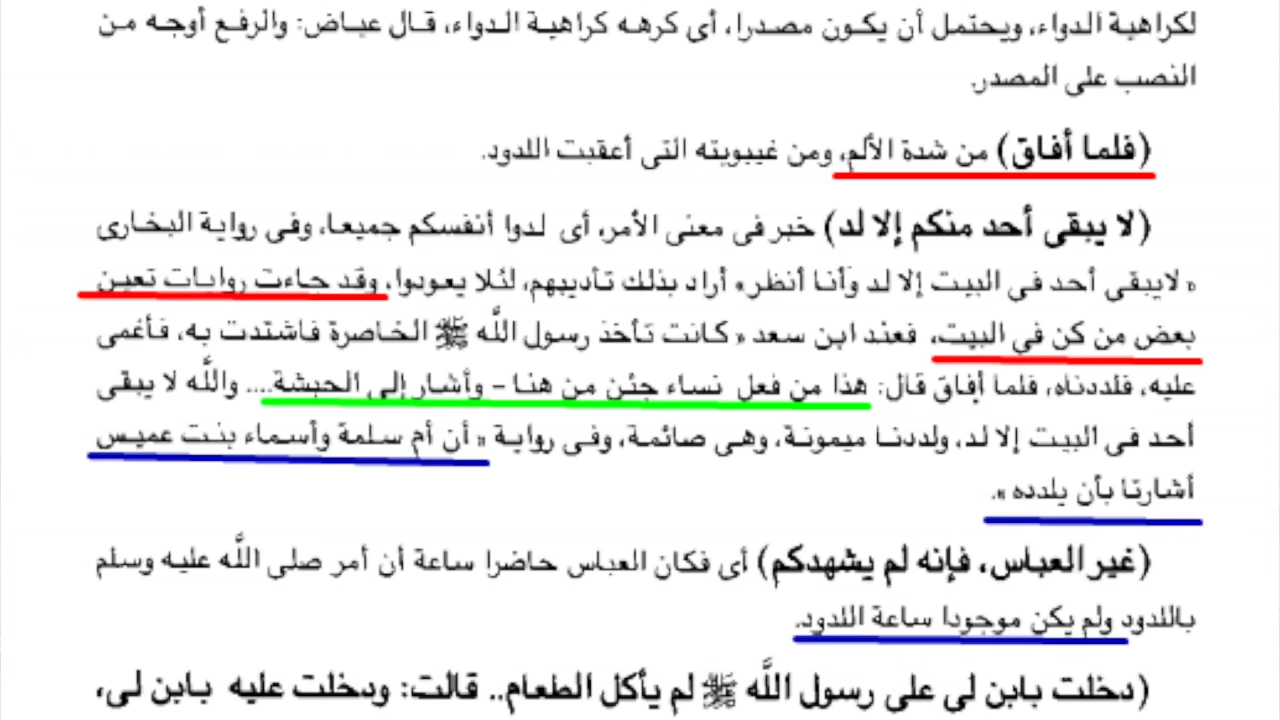 لكراهية الدواء، ويحتمل أن يكون مصدرا، أى كرهه كراهية الدواء، قال عياض: والرفع أوجه من
النصب على المصدر.
(فلما أفاق) من شدة الألم، ومن غيبوبته التى أعقبت اللدود.
(لا يبقى أحد منكم إلا لد) خبر فى معنى الأمر، أى لدوا أنفسكم جميعا، وفى رواية البخارى
« لايبقى أحد فى البيت إلا لد وأنا أنظر» أراد بذلك تأديبهم، لئلا يعودوا، وقد جاءت روايات تعين
بعض من كن في البيت، فعند ابن سعد « كانت تأخذ رسول اللَّه ﷺ الخاصرة فاشتدت به، فأغمى
عليه، فلددناه، فلما أفاق قال: هذا من فعل نساء جئن من هنا - وأشار إلى الحبشة.... واللَّه لا يبقى
أحد فى البيت إلا لد، ولددنا ميمونة، وهى صائمة، وفى رواية « أن أم سلمة وأسماء بنت عميس
أشارتا بأن يلدده ».
(غير العباس، فإنه لم يشهدكم) أى فكان العباس حاضرا ساعة أن أمر صلى اللَّه عليه وسلم
باللدود ولم يكن موجودا ساعة اللدود.
(دخلت بابن لى على رسول اللَّه ﷺ لم يأكل الطعام.. قالت: ودخلت عليه بابن لى،